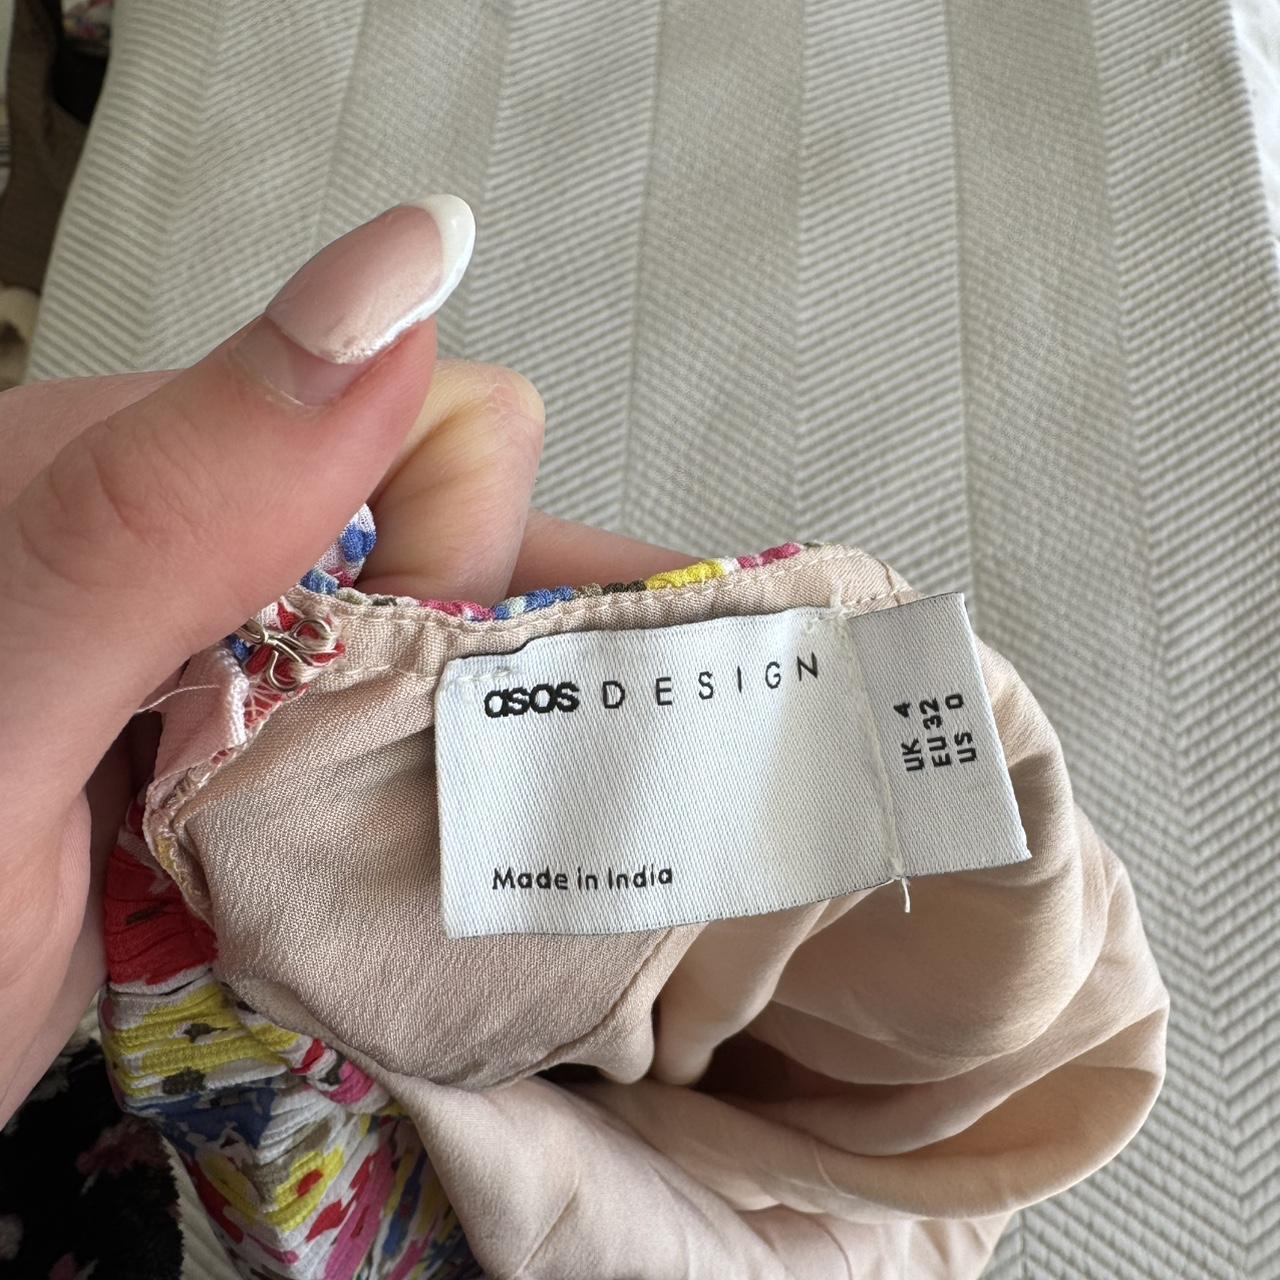 asos DESIGN
Made in India
UK 4
EU 32
US 0